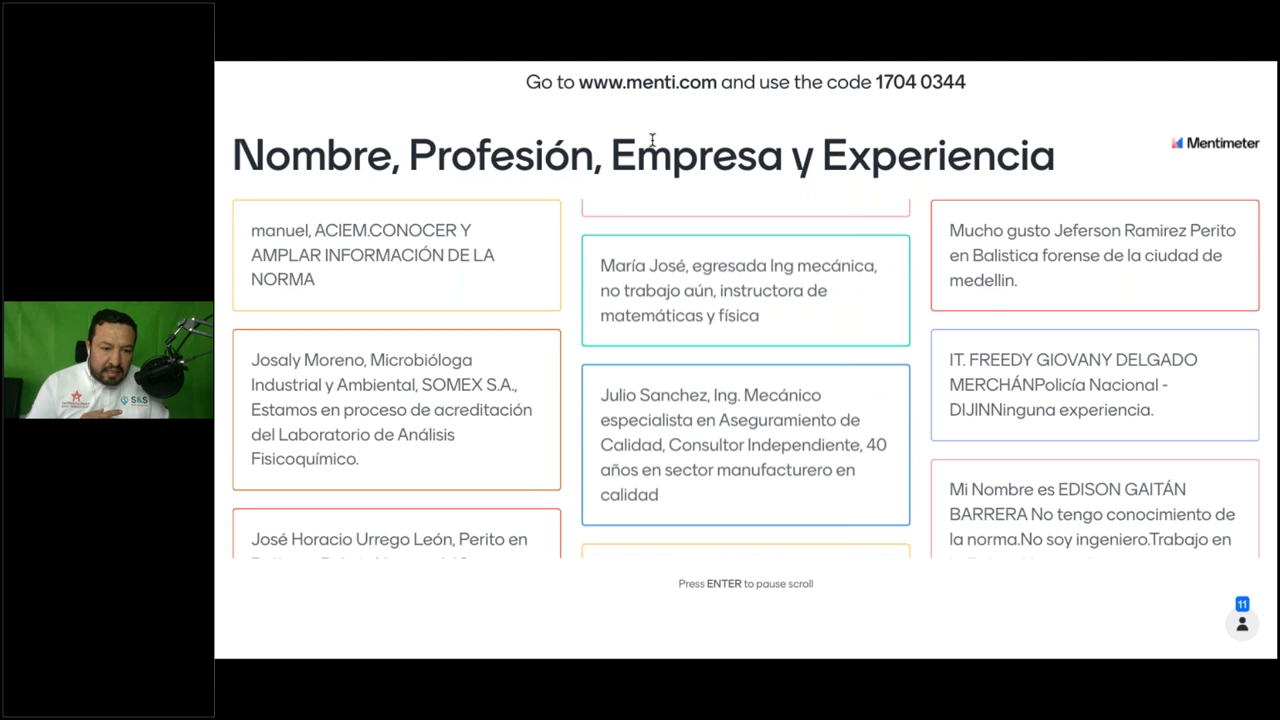 Go to www.menti.com and use the code 1704 0344
Nombre, Profesión, Empresa y Experiencia
Mentimeter
manuel, ACIEM.CONOCER Y
AMPLAR INFORMACIÓN DE LA
NORMA
Josaly Moreno, Microbióloga
Industrial y Ambiental, SOMEX S.A.,
Estamos en proceso de acreditación
del Laboratorio de Análisis
Fisicoquímico.
José Horacio Urrego León, Perito en
María José, egresada Ing mecánica,
no trabajo aún, instructora de
matemáticas y física
Julio Sanchez, Ing. Mecánico
especialista en Aseguramiento de
Calidad, Consultor Independiente, 40
años en sector manufacturero en
calidad
Mucho gusto Jeferson Ramirez Perito
en Balistica forense de la ciudad de
medellin.
IT. FREEDY GIOVANY DELGADO
MERCHÁNPolicía Nacional -
DIJINNinguna experiencia.
Mi Nombre es EDISON GAITÁN
BARRERA No tengo conocimiento de
la norma.No soy ingeniero.Trabajo en
Press ENTER to pause scroll
11
S&S